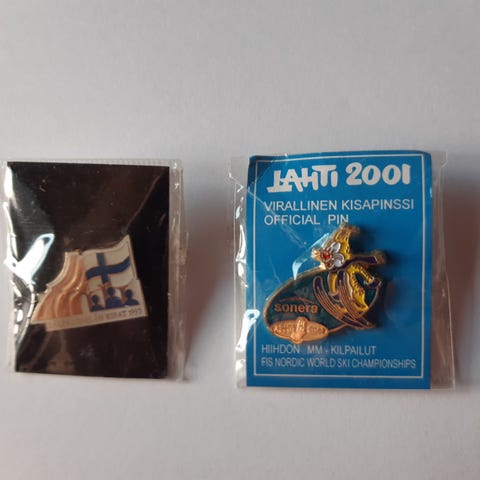 LAHTI 2001
VIRALLINEN KISAPINSSI
OFFICIAL PIN
sonera
HIIHDON MM - KILPAILUT
FIS NORDIC WORLD SKI CHAMPIONSHIPS